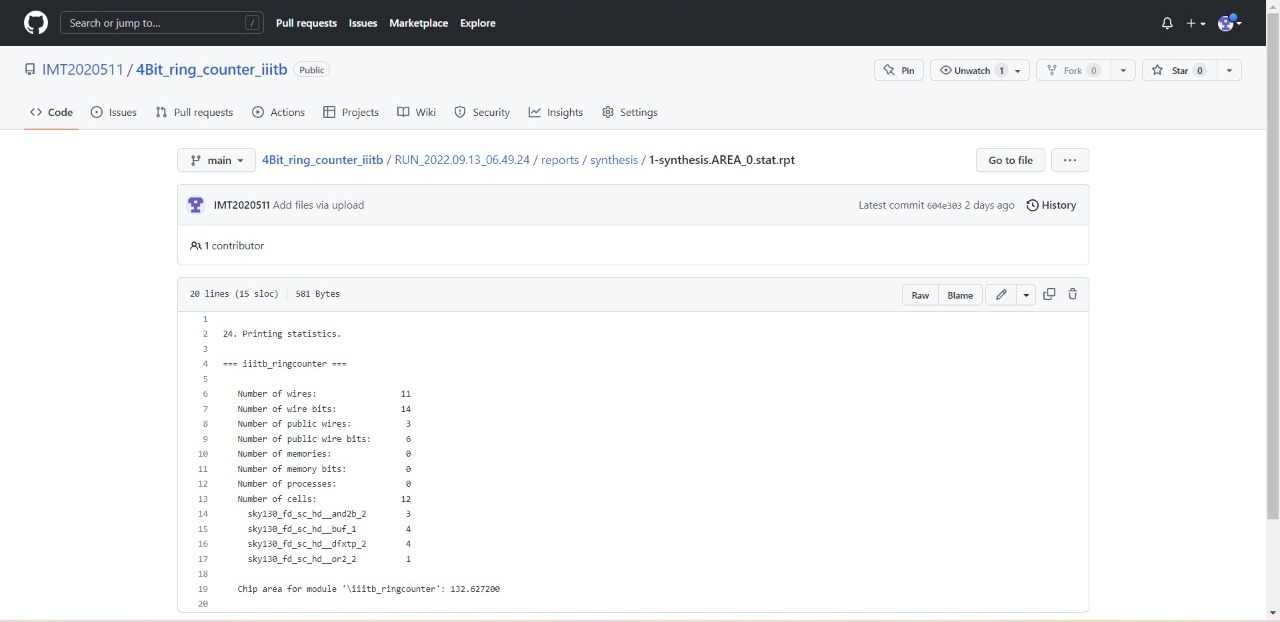 Search or jump to... / Pull requests Issues Marketplace Explore
IMT2020511 / 4Bit_ring_counter_iiitb Public Pin Unwatch 1 Fork 0 Star 0
Code Issues Pull requests Actions Projects Wiki Security Insights Settings
main 4Bit_ring_counter_iiitb / RUN_2022.09.13_06.49.24 / reports / synthesis / 1-synthesis.AREA_0.stat.rpt Go to file ...
IMT2020511 Add files via upload Latest commit 604e303 2 days ago History
1 contributor
20 lines (15 sloc) 581 Bytes Raw Blame
1
2 24. Printing statistics.
3
4 === iiitb_ringcounter ===
5
6 Number of wires: 11
7 Number of wire bits: 14
8 Number of public wires: 3
9 Number of public wire bits: 6
10 Number of memories: 0
11 Number of memory bits: 0
12 Number of processes: 0
13 Number of cells: 12
14 sky130_fd_sc_hd__and2b_2 3
15 sky130_fd_sc_hd__buf_1 4
16 sky130_fd_sc_hd__dfxtp_2 4
17 sky130_fd_sc_hd__or2_2 1
18
19 Chip area for module '\iiitb_ringcounter': 132.627200
20